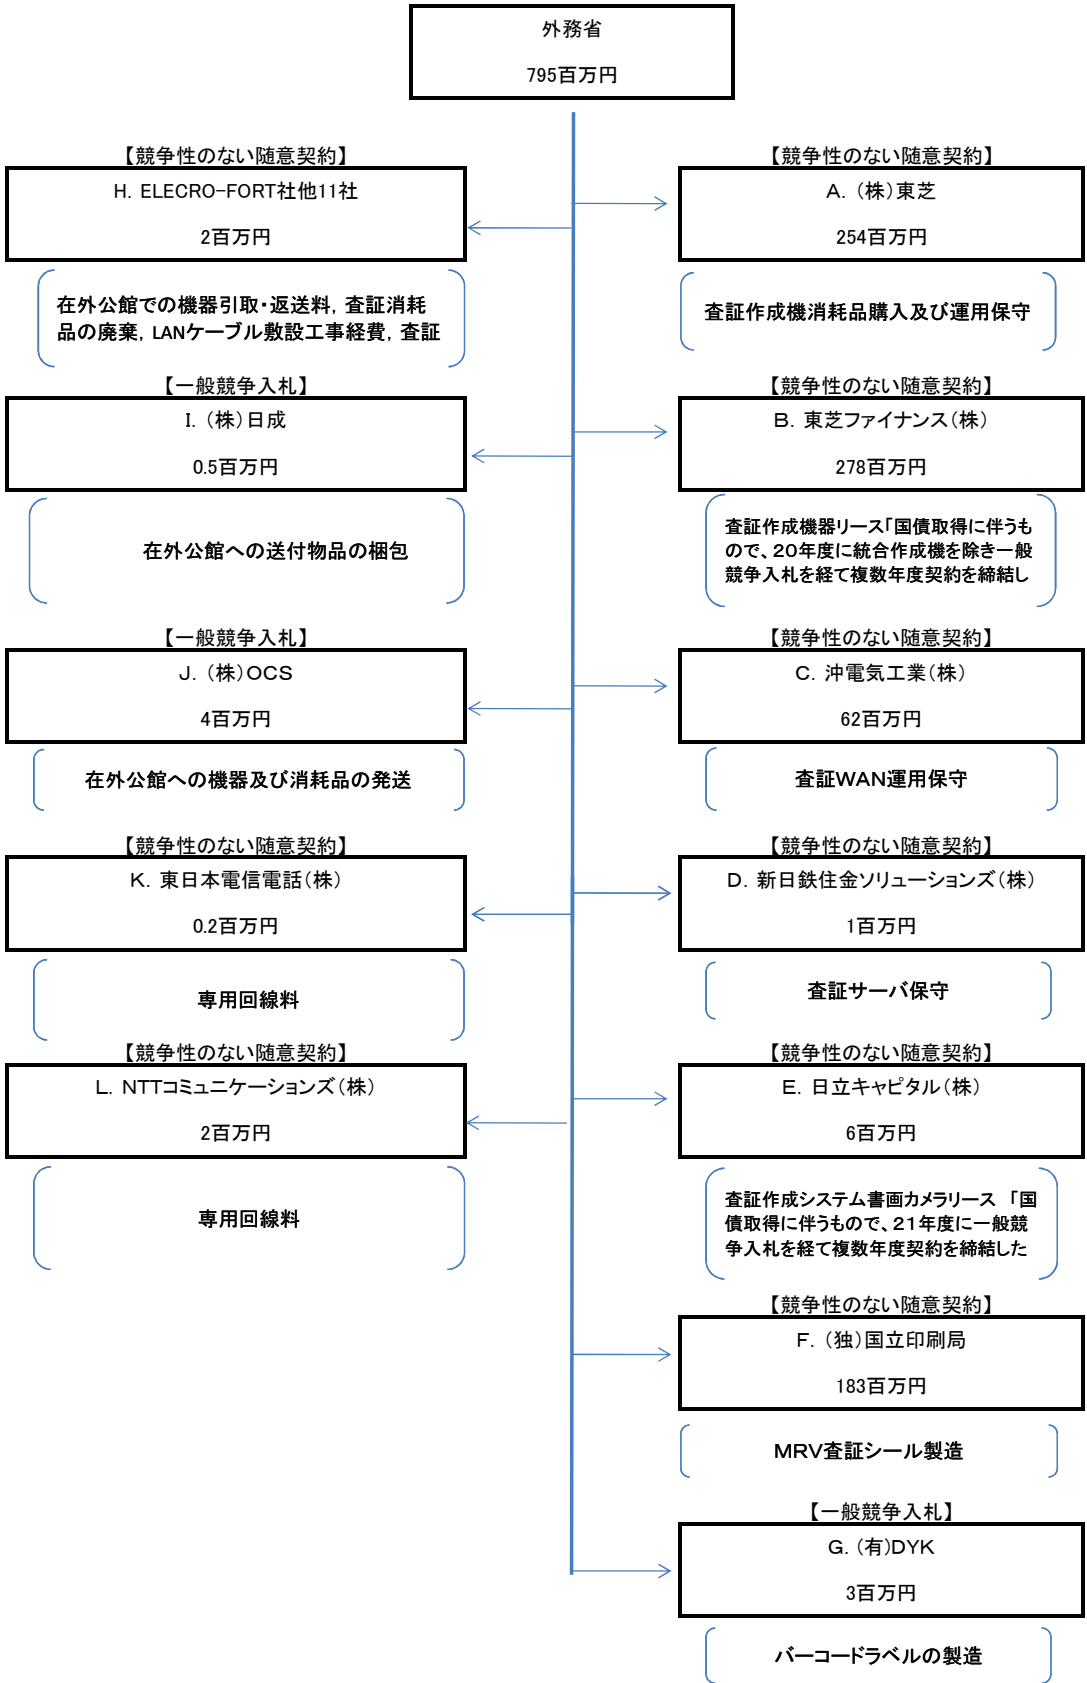 外務省
795百万円
【競争性のない随意契約】
H. ELECRO-FORT社他11社
2百万円
在外公館での機器引取・返送料, 査証消耗
品の廃棄, LANケーブル敷設工事経費, 査証
【一般競争入札】
I. （株）日成
0.5百万円
在外公館への送付物品の梱包
【一般競争入札】
J. （株）OCS
4百万円
在外公館への機器及び消耗品の発送
【競争性のない随意契約】
K. 東日本電信電話（株）
0.2百万円
専用回線料
【競争性のない随意契約】
L. NTTコミュニケーションズ（株）
2百万円
専用回線料
【競争性のない随意契約】
A. （株）東芝
254百万円
査証作成機消耗品購入及び運用保守
【競争性のない随意契約】
B. 東芝ファイナンス（株）
278百万円
査証作成機器リース「国債取得に伴うも
ので、20年度に統合作成機を除き一般
競争入札を経て複数年度契約を締結し
【競争性のない随意契約】
C. 沖電気工業（株）
62百万円
査証WAN運用保守
【競争性のない随意契約】
D. 新日鉄住金ソリューションズ（株）
1百万円
査証サーバ保守
【競争性のない随意契約】
E. 日立キャピタル（株）
6百万円
査証作成システム書画カメラリース 「国
債取得に伴うもので、21年度に一般競
争入札を経て複数年度契約を締結した
【競争性のない随意契約】
F. （独）国立印刷局
183百万円
MRV査証シール製造
【一般競争入札】
G. （有）DYK
3百万円
バーコードラベルの製造